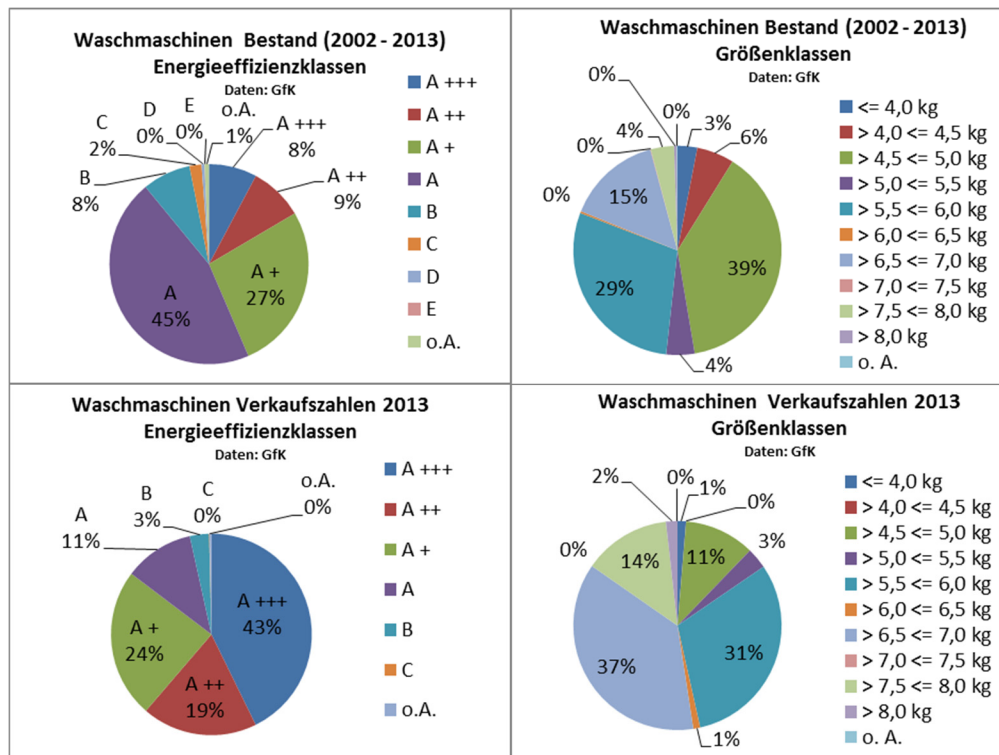 Waschmaschinen Bestand (2002 - 2013)
Energieeffizienzklassen
Daten: GfK
A +++
8%
A ++
9%
A +
27%
A
45%
B
8%
C
2%
D
0%
E
0%
o.A.
1%
A +++
A ++
A +
A
B
C
D
E
o.A.
Waschmaschinen Bestand (2002 - 2013)
Größenklassen
Daten: GfK
0%
0%
3%
6%
39%
4%
29%
0%
15%
0%
4%
<= 4,0 kg
> 4,0 <= 4,5 kg
> 4,5 <= 5,0 kg
> 5,0 <= 5,5 kg
> 5,5 <= 6,0 kg
> 6,0 <= 6,5 kg
> 6,5 <= 7,0 kg
> 7,0 <= 7,5 kg
> 7,5 <= 8,0 kg
> 8,0 kg
o. A.
Waschmaschinen Verkaufszahlen 2013
Energieeffizienzklassen
Daten: GfK
A +++
43%
A ++
19%
A +
24%
A
11%
B
3%
C
0%
o.A.
0%
A +++
A ++
A +
A
B
C
o.A.
Waschmaschinen Verkaufszahlen 2013
Größenklassen
Daten: GfK
0%
1%
0%
11%
3%
31%
1%
37%
0%
14%
2%
<= 4,0 kg
> 4,0 <= 4,5 kg
> 4,5 <= 5,0 kg
> 5,0 <= 5,5 kg
> 5,5 <= 6,0 kg
> 6,0 <= 6,5 kg
> 6,5 <= 7,0 kg
> 7,0 <= 7,5 kg
> 7,5 <= 8,0 kg
> 8,0 kg
o. A.